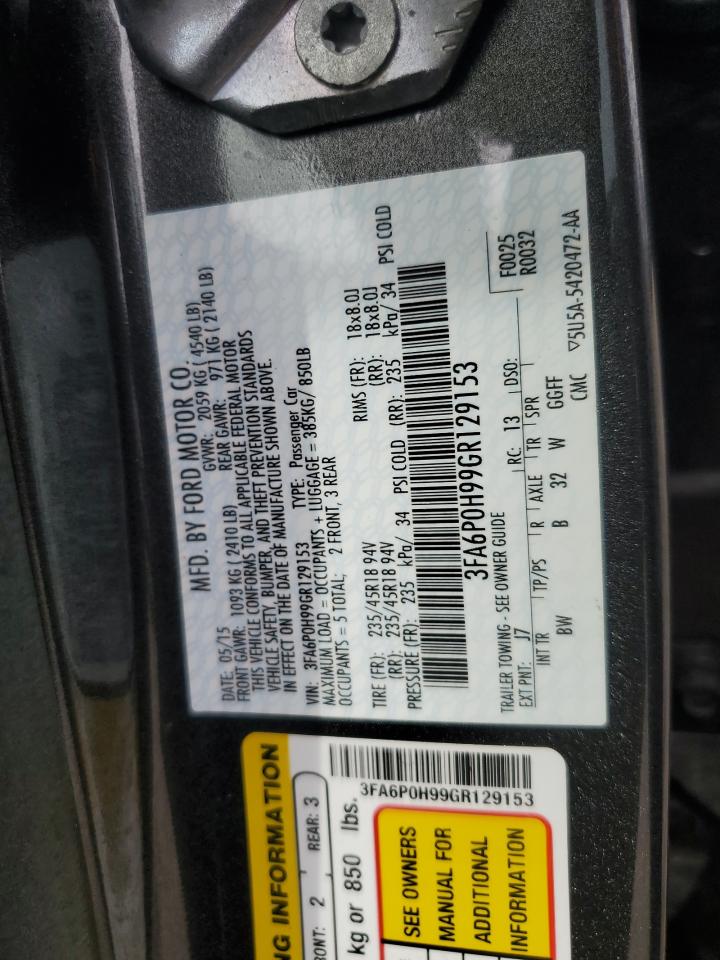 MFD. BY FORD MOTOR CO.
DATE: 05/15 GVWR: 2059 KG ( 4540 LB)
FRONT GAWR: 1093 KG (2410 LB) REAR GAWR: 971 KG ( 2140 LB)
THIS VEHICLE CONFORMS TO ALL APPLICABLE FEDERAL MOTOR
VEHICLE SAFETY, BUMPER, AND THEFT PREVENTION STANDARDS
IN EFFECT ON THE DATE OF MANUFACTURE SHOWN ABOVE.
VIN: 3FA6P0H99GR129153 TYPE: Passenger Car
MAXIMUM LOAD = OCCUPANTS + LUGGAGE = 385KG/ 850LB
OCCUPANTS = 5 TOTAL; 2 FRONT, 3 REAR
TIRE (FR): 235/45R18 94V RIMS (FR): 18x8.0J
(RR): 235/45R18 94V (RR): 18x8.0J
PRESSURE (FR): 235 kPa/ 34 PSI COLD (RR): 235 kPa/ 34 PSI COLD
3FA6P0H99GR129153
TRAILER TOWING - SEE OWNER GUIDE
F0025
EXT PNT: J7 RC: 13 DSO: R0032
INT TR TP/PS R AXLE TR SPR
BW B 32 W GGFF
CMC ▽5U5A-5420472-AA
NG INFORMATION
RONT: 2 REAR: 3
kg or 850 lbs.
3FA6P0H99GR129153
SEE OWNERS
MANUAL FOR
ADDITIONAL
INFORMATION